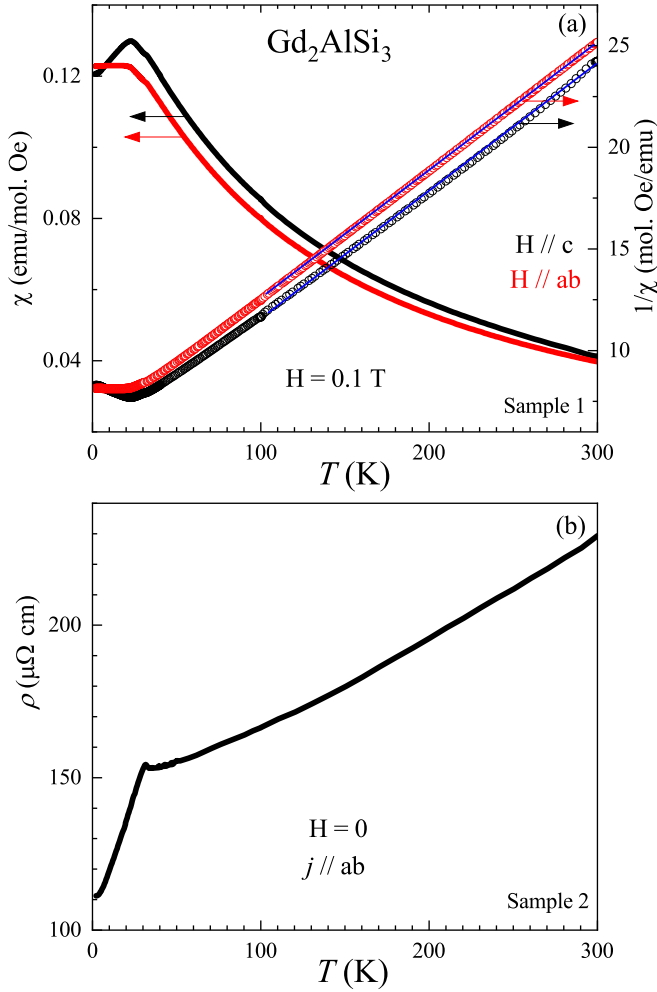 (a)
Gd₂AlSi₃
0.12
0.08
0.04
χ (emu/mol. Oe)
25
20
15
10
1/χ (mol. Oe/emu)
H // c
H // ab
H = 0.1 T
Sample 1
0 100 200 300
T (K)
(b)
200
150
100
ρ (μΩ cm)
H = 0
j // ab
Sample 2
0 100 200 300
T (K)